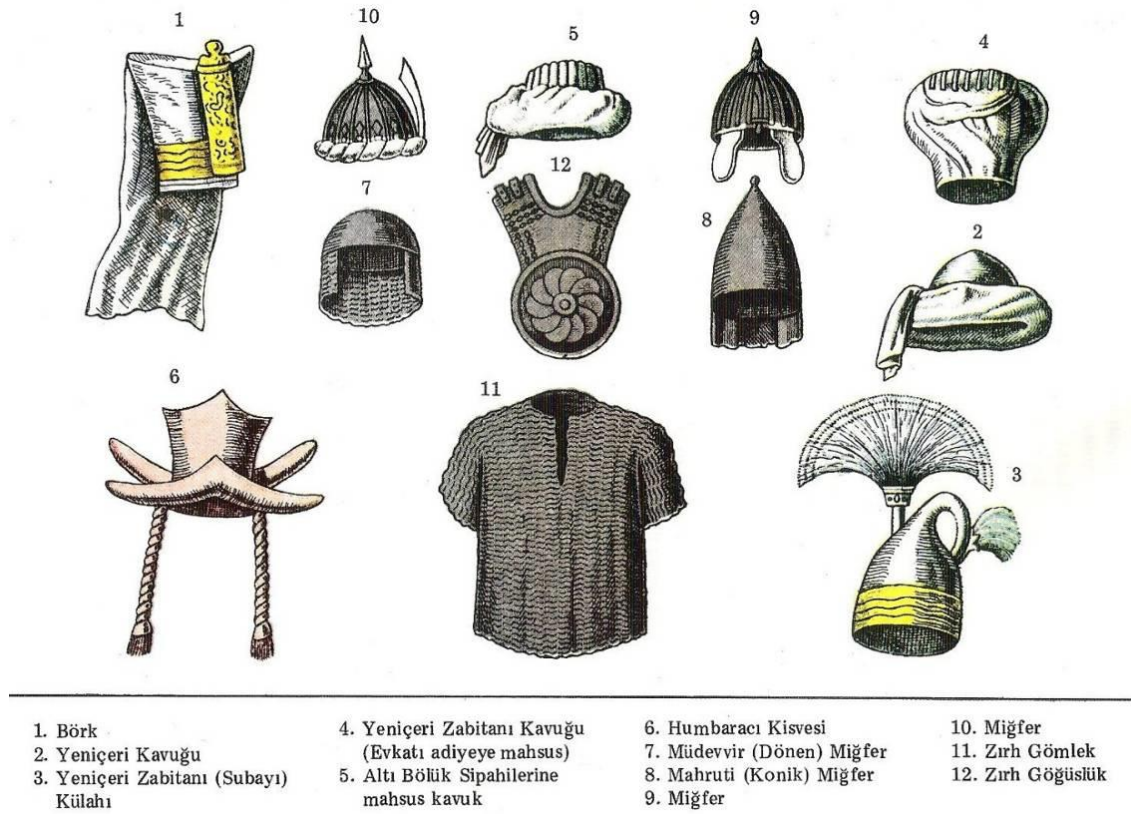 1
10
5
9
4
12
7
8
2
6
11
3
1. Börk
2. Yeniçeri Kavuğu
3. Yeniçeri Zabitanı (Subayı)
Külahı
4. Yeniçeri Zabitanı Kavuğu
(Evkatı adiyeye mahsus)
5. Altı Bölük Sipahilerine
mahsus kavuk
6. Humbaracı Kisvesi
7. Müdevvir (Dönen) Miğfer
8. Mahruti (Konik) Miğfer
9. Miğfer
10. Miğfer
11. Zırh Gömlek
12. Zırh Göğüslük